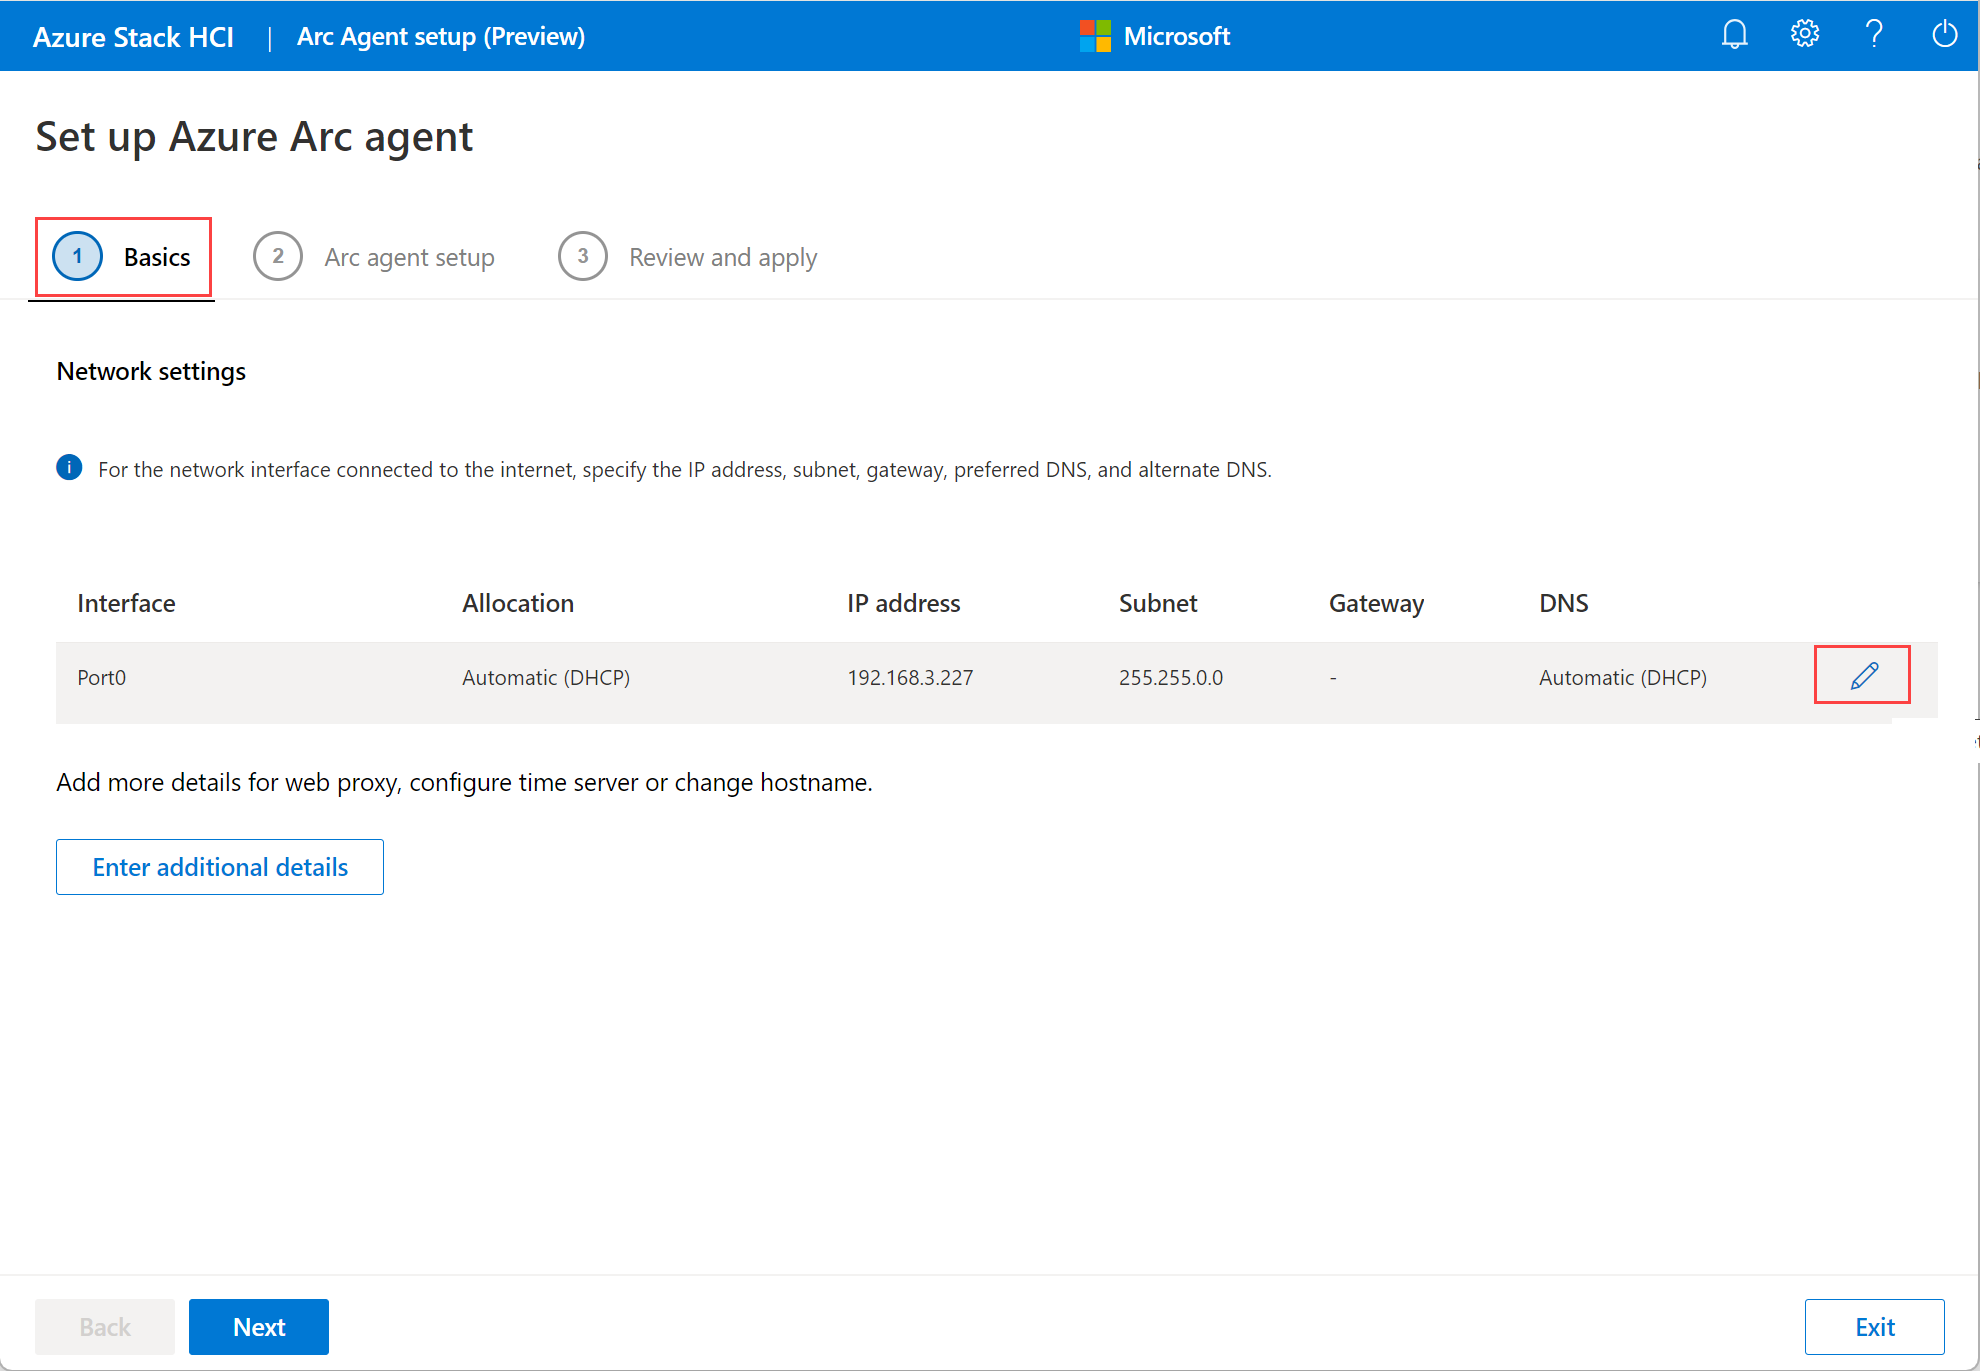 Azure Stack HCI | Arc Agent setup (Preview) Microsoft
Set up Azure Arc agent
1 Basics 2 Arc agent setup 3 Review and apply
Network settings
i For the network interface connected to the internet, specify the IP address, subnet, gateway, preferred DNS, and alternate DNS.
Interface Allocation IP address Subnet Gateway DNS
Port0 Automatic (DHCP) 192.168.3.227 255.255.0.0 - Automatic (DHCP)
Add more details for web proxy, configure time server or change hostname.
Enter additional details
Back Next Exit